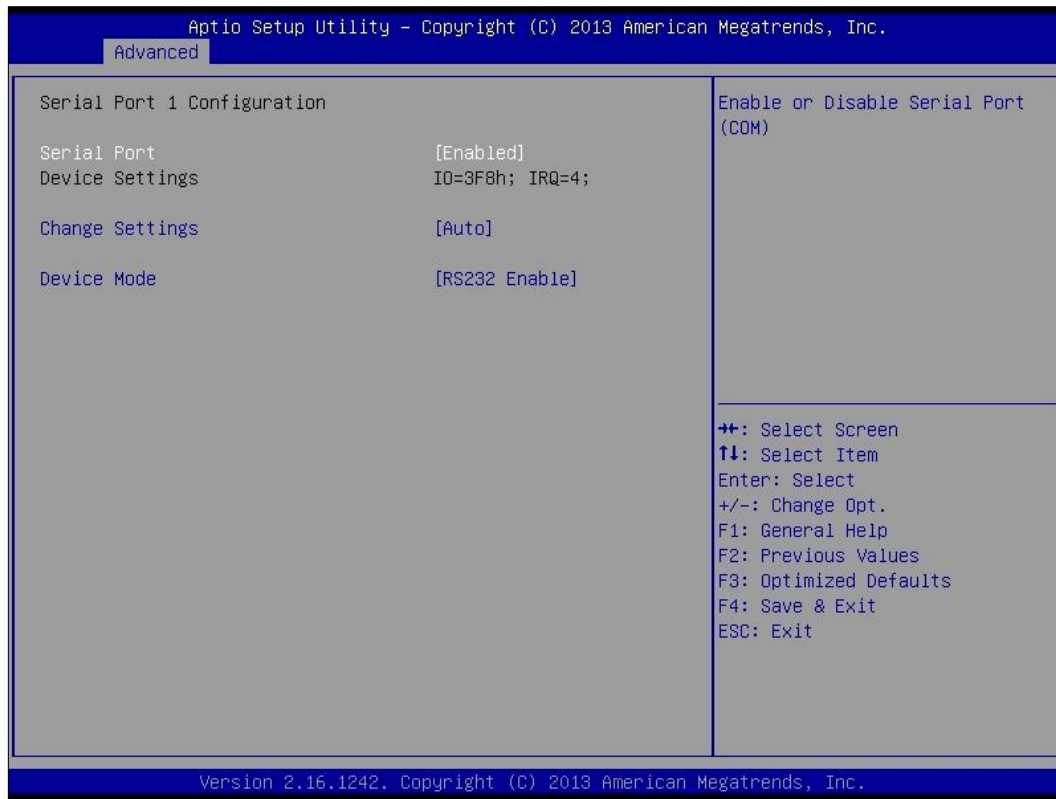 Aptio Setup Utility – Copyright (C) 2013 American Megatrends, Inc.
Advanced
Serial Port 1 Configuration
Serial Port [Enabled]
Device Settings IO=3F8h; IRQ=4;
Change Settings [Auto]
Device Mode [RS232 Enable]
Enable or Disable Serial Port
(COM)
→←: Select Screen
↑↓: Select Item
Enter: Select
+/-: Change Opt.
F1: General Help
F2: Previous Values
F3: Optimized Defaults
F4: Save & Exit
ESC: Exit
Version 2.16.1242. Copyright (C) 2013 American Megatrends, Inc.